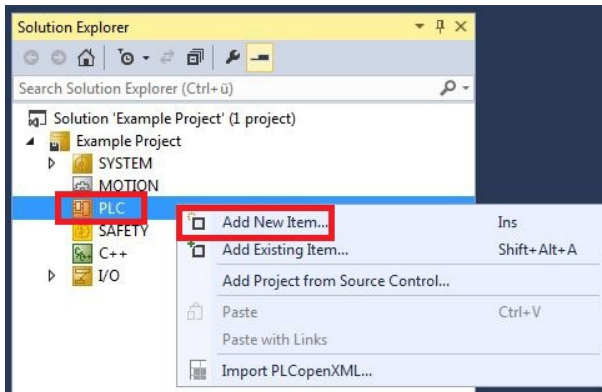 Solution Explorer
Search Solution Explorer (Ctrl+ü)
Solution 'Example Project' (1 project)
Example Project
SYSTEM
MOTION
PLC
SAFETY
C++
I/O
Add New Item... Ins
Add Existing Item... Shift+Alt+A
Add Project from Source Control...
Paste Ctrl+V
Paste with Links
Import PLCopenXML...